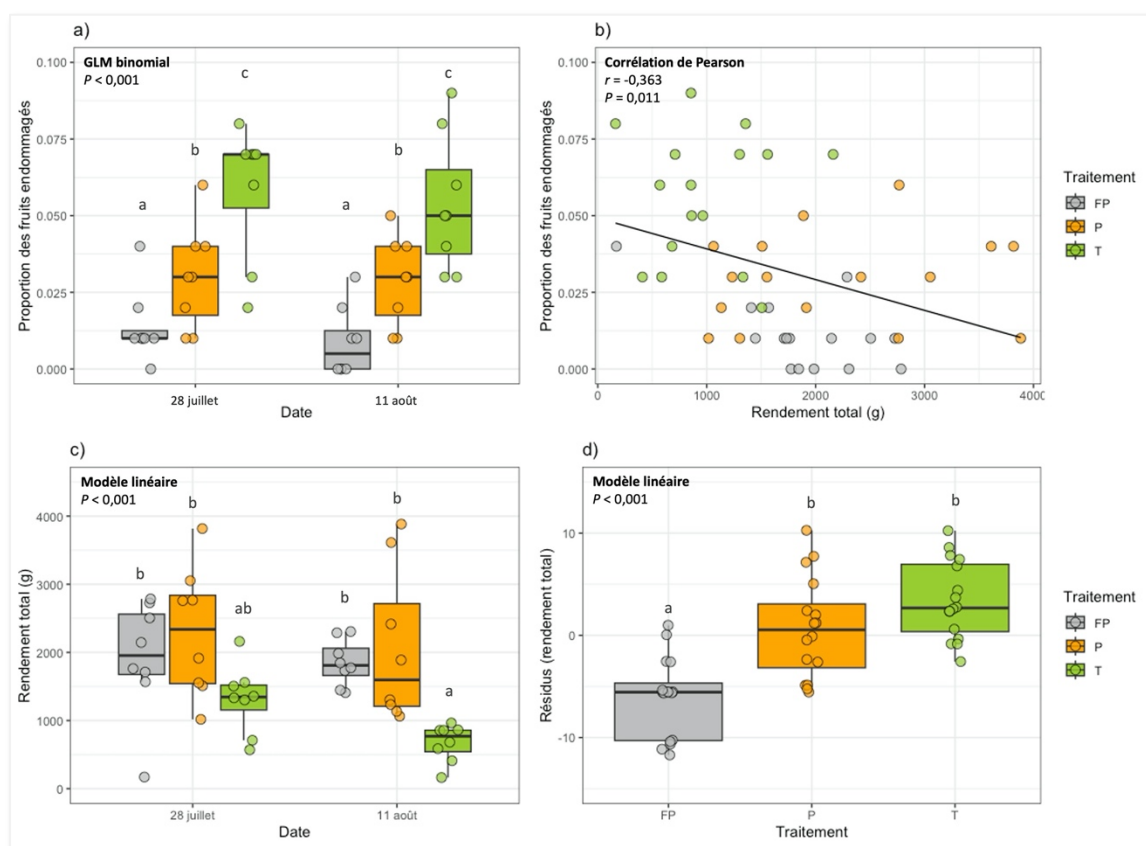 a)
GLM binomial
P < 0,001
a
b
c
a
b
c
0.100
0.075
0.050
0.025
0.000
Proportion des fruits endommagés
28 juillet
11 août
Date
b)
Corrélation de Pearson
r = -0,363
P = 0,011
0.100
0.075
0.050
0.025
0.000
Proportion des fruits endommagés
0
1000
2000
3000
4000
Rendement total (g)
Traitement
FP
P
T
c)
Modèle linéaire
P < 0,001
b
b
ab
b
b
a
4000
3000
2000
1000
0
Rendement total (g)
28 juillet
11 août
Date
d)
Modèle linéaire
P < 0,001
a
b
b
10
0
-10
Résidus (rendement total)
FP
P
T
Traitement
Traitement
FP
P
T